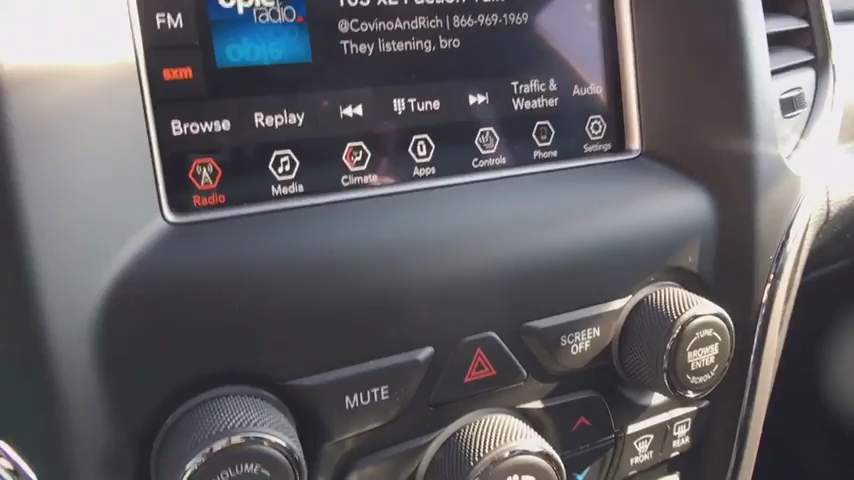 FM
radio.
@CovinoAndRich | 866-969-1969
They listening, bro
sxm
Browse
Replay
Tune
Traffic &
Weather
Audio
Radio
Media
Climate
Apps
Controls
Phone
Settings
SCREEN
OFF
TUNE
BROWSE
ENTER
SCROLL
MUTE
VOLUME
FRONT
REAR